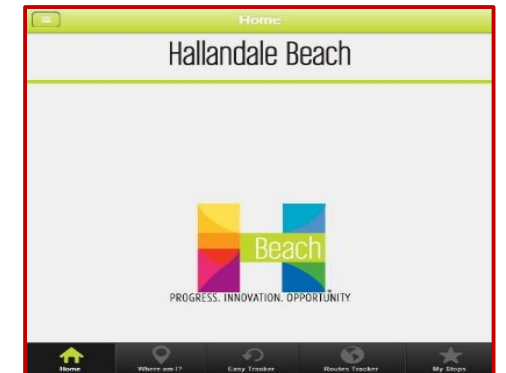 Home
Hallandale Beach
H
Beach
PROGRESS. INNOVATION. OPPORTUNITY
Home Where am I? Easy Tracker Routes Tracker My Stops